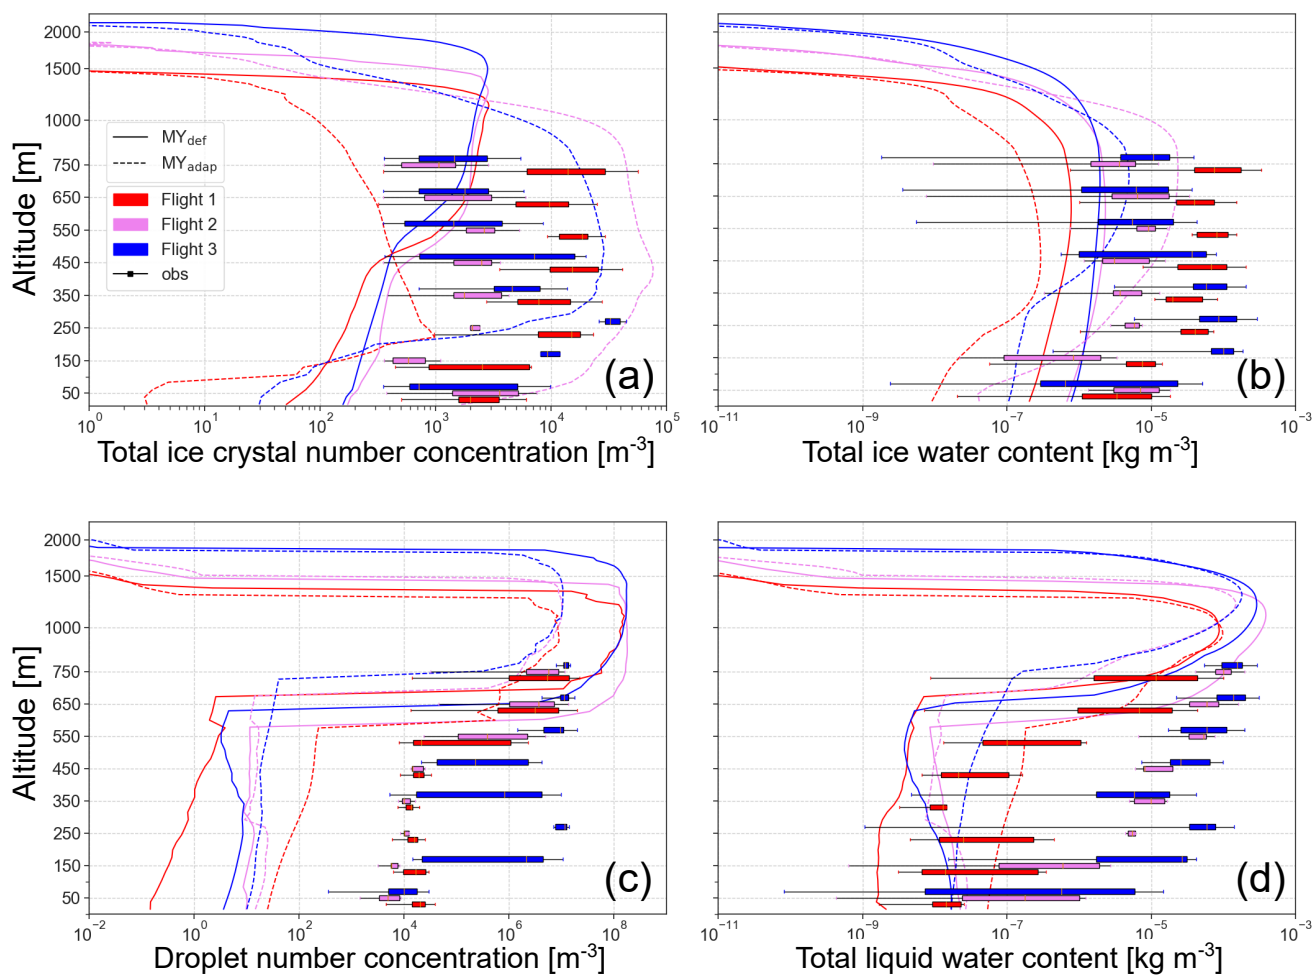 Altitude [m]
2000
1500
1000
750
650
550
450
350
250
150
50
MY_def
MY_adap
Flight 1
Flight 2
Flight 3
obs
(a)
10^0 10^1 10^2 10^3 10^4 10^5
Total ice crystal number concentration [m^-3]
(b)
10^-11 10^-9 10^-7 10^-5 10^-3
Total ice water content [kg m^-3]
Altitude [m]
2000
1500
1000
750
650
550
450
350
250
150
50
(c)
10^-2 10^0 10^2 10^4 10^6 10^8
Droplet number concentration [m^-3]
(d)
10^-11 10^-9 10^-7 10^-5 10^-3
Total liquid water content [kg m^-3]